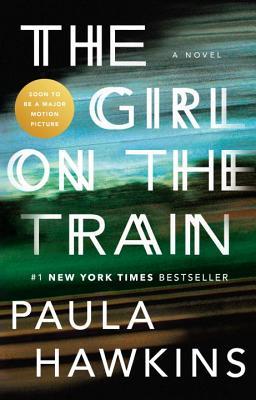 THE
A NOVEL
SOON TO
BE A MAJOR
MOTION
PICTURE
GIRL
ON THE
TRAIN
#1 NEW YORK TIMES BESTSELLER
PAULA
HAWKINS